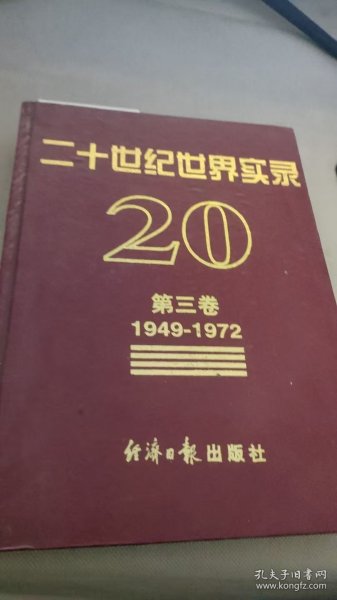 二十世纪世界实录
20
第三卷
1949-1972
经济日报出版社
孔夫子旧书网
www.kongfz.com